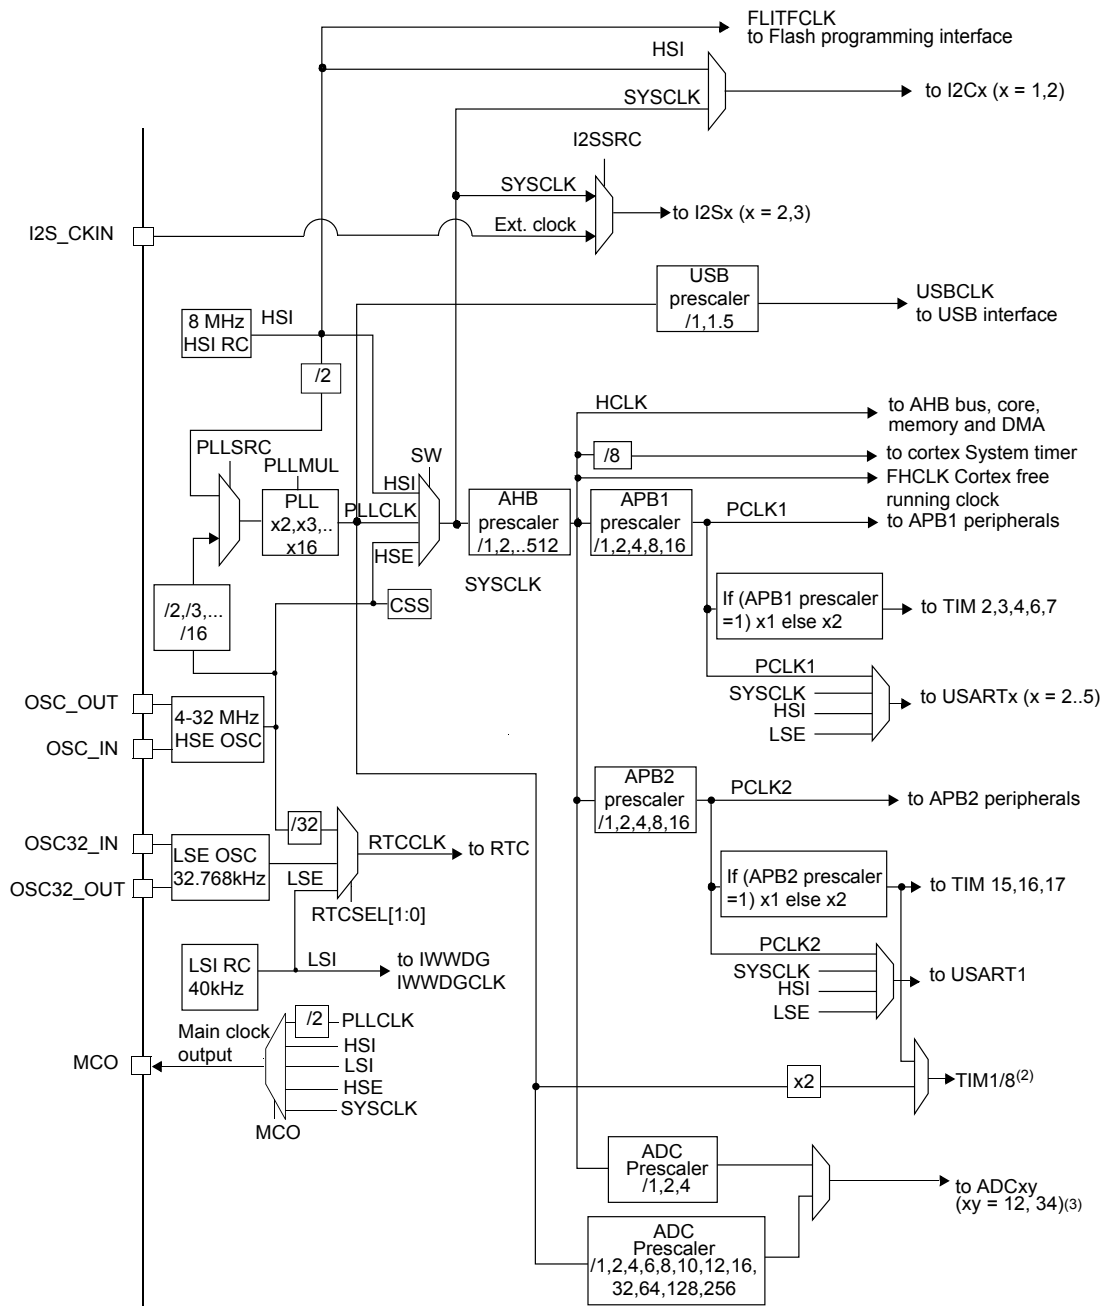 FLITFCLK
to Flash programming interface
HSI
SYSCLK
to I2Cx (x = 1,2)
I2SSRC
SYSCLK
to I2Sx (x = 2,3)
I2S_CKIN
Ext. clock
USB
prescaler
/1,1.5
USBCLK
to USB interface
8 MHz
HSI RC
HSI
/2
HCLK
to AHB bus, core,
memory and DMA
/8
to cortex System timer
FHCLK Cortex free
running clock
PLLSRC
PLLMUL
PLL
x2,x3,..
x16
SW
HSI
PLLCLK
HSE
AHB
prescaler
/1,2,..512
APB1
prescaler
/1,2,4,8,16
PCLK1
to APB1 peripherals
SYSCLK
CSS
/2,/3,...
/16
If (APB1 prescaler
=1) x1 else x2
to TIM 2,3,4,6,7
PCLK1
SYSCLK
HSI
LSE
to USARTx (x = 2..5)
OSC_OUT
OSC_IN
4-32 MHz
HSE OSC
APB2
prescaler
/1,2,4,8,16
PCLK2
to APB2 peripherals
/32
OSC32_IN
OSC32_OUT
LSE OSC
32.768kHz
LSE
RTCCLK
to RTC
RTCSEL[1:0]
If (APB2 prescaler
=1) x1 else x2
to TIM 15,16,17
PCLK2
SYSCLK
HSI
LSE
to USART1
LSI RC
40kHz
LSI
to IWWDG
IWWDGCLK
MCO
Main clock
output
/2
PLLCLK
HSI
LSI
HSE
SYSCLK
MCO
x2
TIM1/8(2)
ADC
Prescaler
/1,2,4
to ADCxy
(xy = 12, 34)(3)
ADC
Prescaler
/1,2,4,6,8,10,12,16,
32,64,128,256